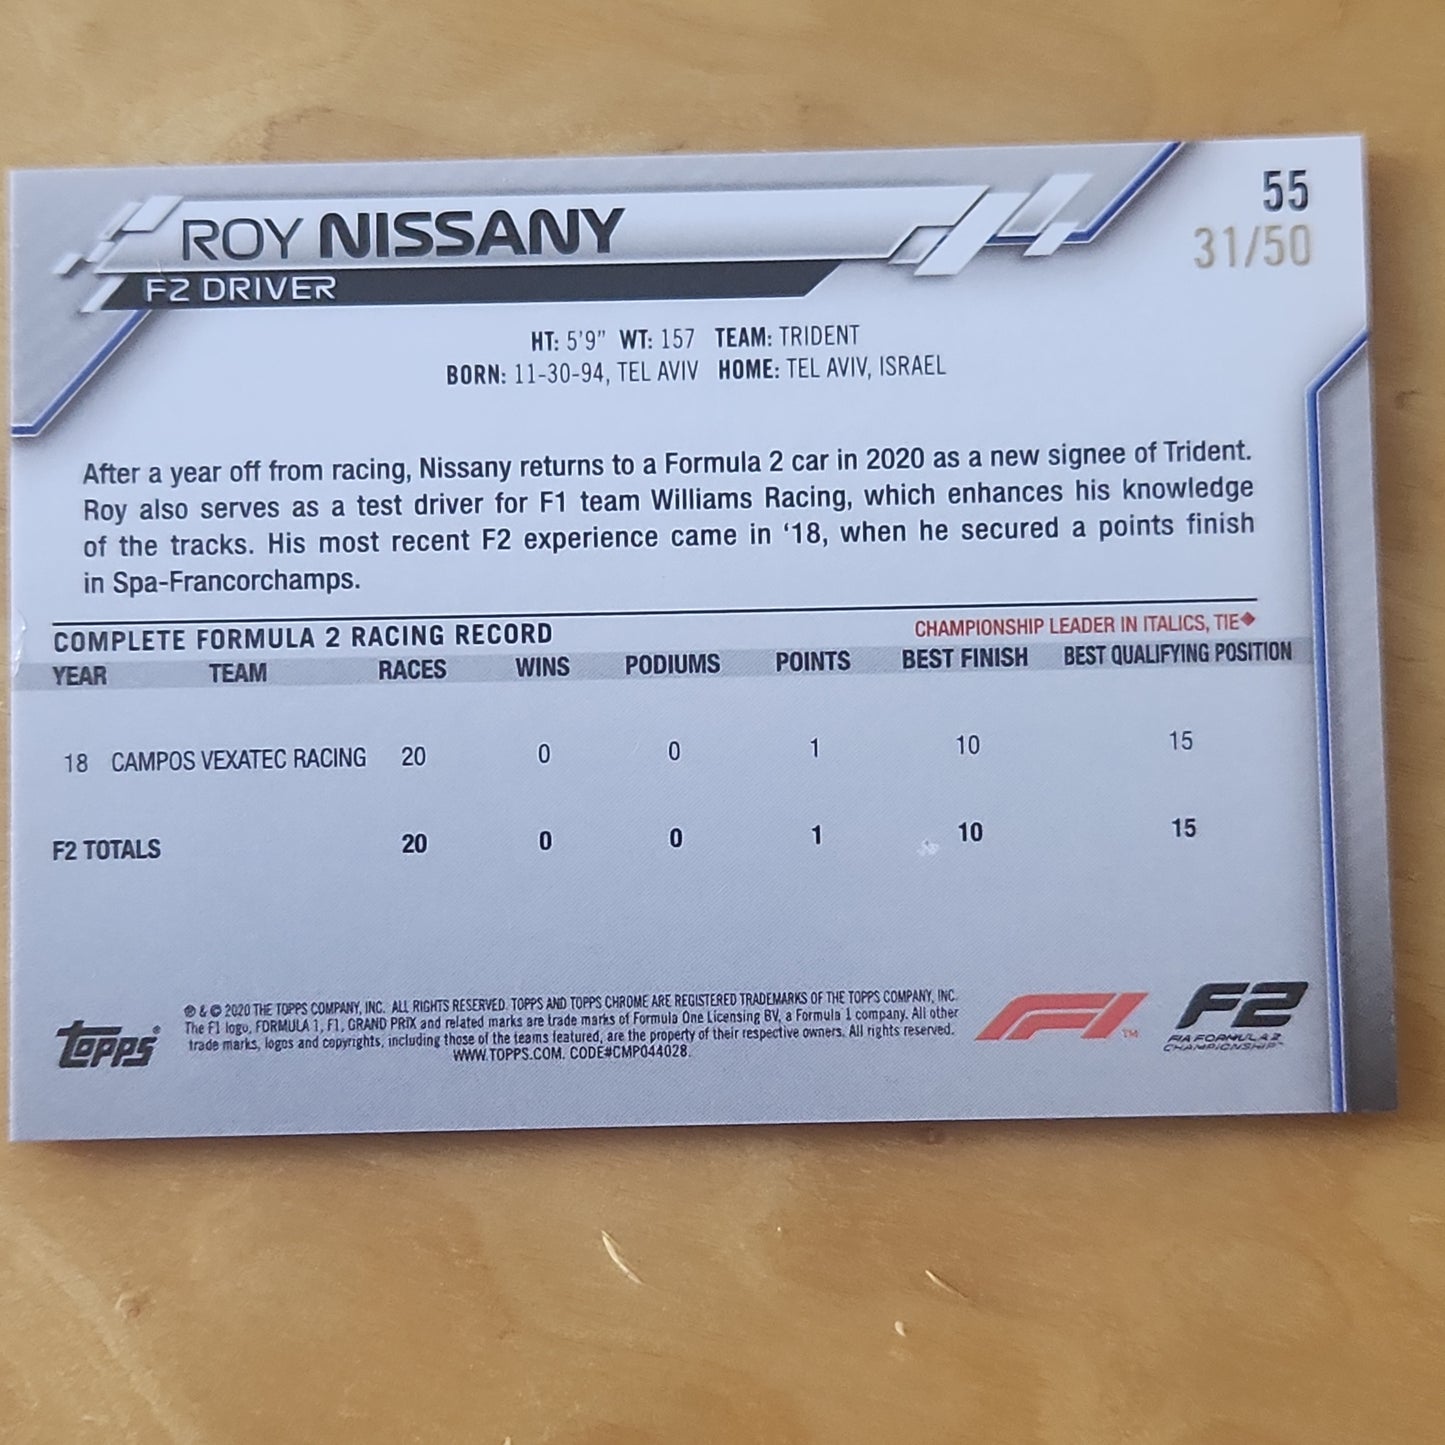 55
31/50
ROY NISSANY
F2 DRIVER
HT: 5'9" WT: 157 TEAM: TRIDENT
BORN: 11-30-94, TEL AVIV HOME: TEL AVIV, ISRAEL
After a year off from racing, Nissany returns to a Formula 2 car in 2020 as a new signee of Trident.
Roy also serves as a test driver for F1 team Williams Racing, which enhances his knowledge
of the tracks. His most recent F2 experience came in ‘18, when he secured a points finish
in Spa-Francorchamps.
COMPLETE FORMULA 2 RACING RECORD CHAMPIONSHIP LEADER IN ITALICS, TIE◆
YEAR TEAM RACES WINS PODIUMS POINTS BEST FINISH BEST QUALIFYING POSITION
18 CAMPOS VEXATEC RACING 20 0 0 1 10 15
F2 TOTALS 20 0 0 1 10 15
Topps®
® & © 2020 THE TOPPS COMPANY, INC. ALL RIGHTS RESERVED. TOPPS AND TOPPS CHROME ARE REGISTERED TRADEMARKS OF THE TOPPS COMPANY, INC.
The F1 logo, FORMULA 1, F1, GRAND PRIX and related marks are trade marks of Formula One Licensing BV, a Formula 1 company. All other
trade marks, logos and copyrights, including those of the teams featured, are the property of their respective owners. All rights reserved.
WWW.TOPPS.COM. CODE#CMP044028.
F1™
F2
FIA FORMULA 2
CHAMPIONSHIP™